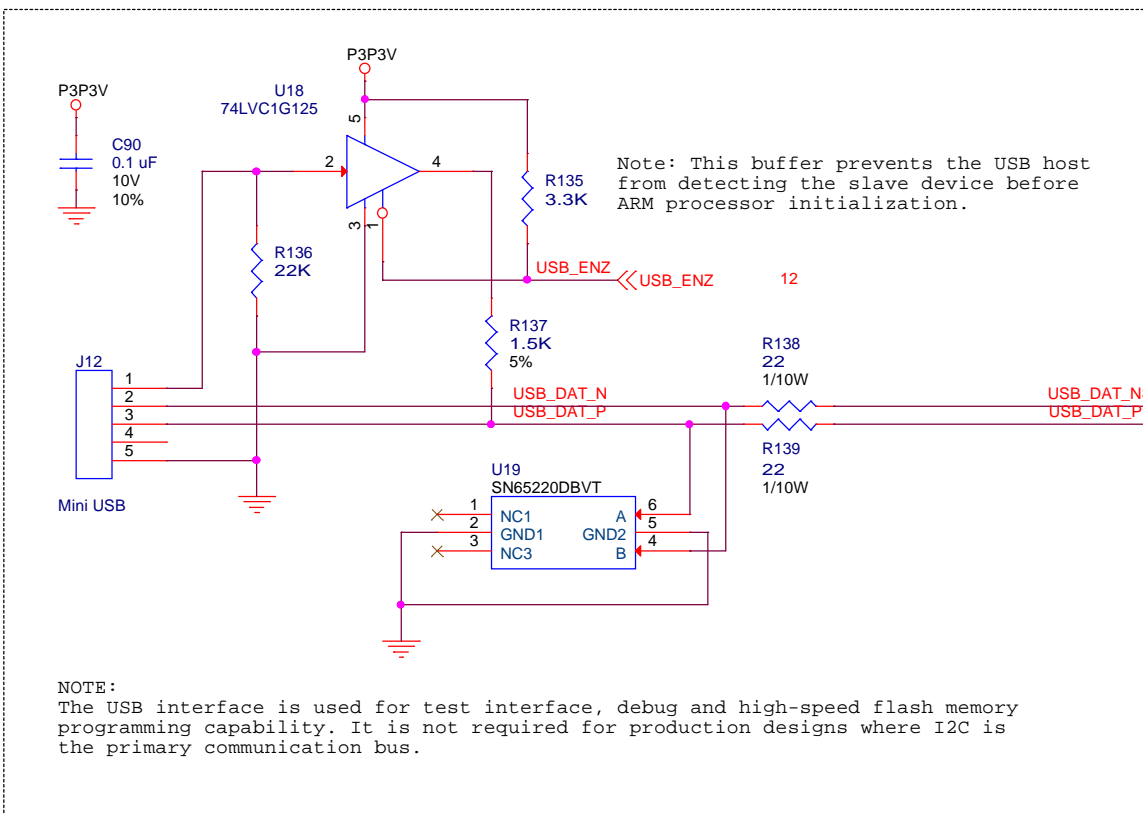 P3P3V
P3P3V
U18
74LVC1G125
C90
0.1 uF
10V
10%
5
2
4
3
1
R135
3.3K
Note: This buffer prevents the USB host
from detecting the slave device before
ARM processor initialization.
R136
22K
USB_ENZ
USB_ENZ
12
R137
1.5K
5%
J12
1
2
3
4
5
Mini USB
USB_DAT_N
USB_DAT_P
R138
22
1/10W
USB_DAT_N
USB_DAT_P
R139
22
1/10W
U19
SN65220DBVT
1
2
3
NC1
GND1
NC3
A
GND2
B
6
5
4
NOTE:
The USB interface is used for test interface, debug and high-speed flash memory
programming capability. It is not required for production designs where I2C is
the primary communication bus.